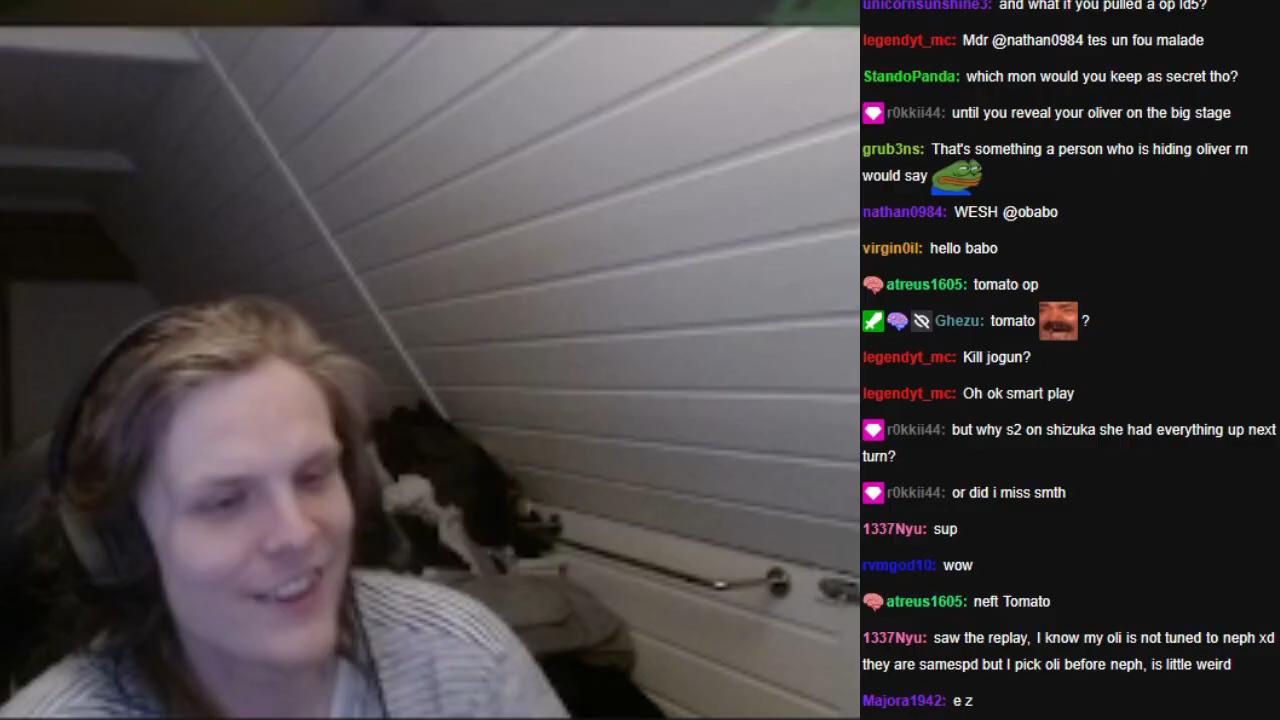 unicornsunshine3: and what if you pulled a op ld5?
legendyt_mc: Mdr @nathan0984 tes un fou malade
StandoPanda: which mon would you keep as secret tho?
r0kkii44: until you reveal your oliver on the big stage
grub3ns: That's something a person who is hiding oliver rn
would say
nathan0984: WESH @obabo
virgin0il: hello babo
atreus1605: tomato op
Ghezu: tomato ?
legendyt_mc: Kill jogun?
legendyt_mc: Oh ok smart play
r0kkii44: but why s2 on shizuka she had everything up next
turn?
r0kkii44: or did i miss smth
1337Nyu: sup
rvmgod10: wow
atreus1605: neft Tomato
1337Nyu: saw the replay, I know my oli is not tuned to neph xd
they are samespd but I pick oli before neph, is little weird
Majora1942: e z